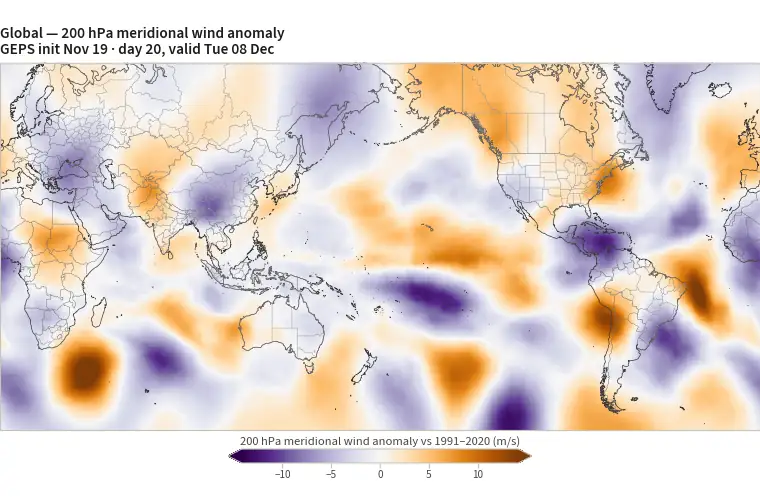 Global — 200 hPa meridional wind anomaly
GEPS init Nov 19 · day 20, valid Tue 08 Dec
200 hPa meridional wind anomaly vs 1991–2020 (m/s)
−10 −5 0 5 10